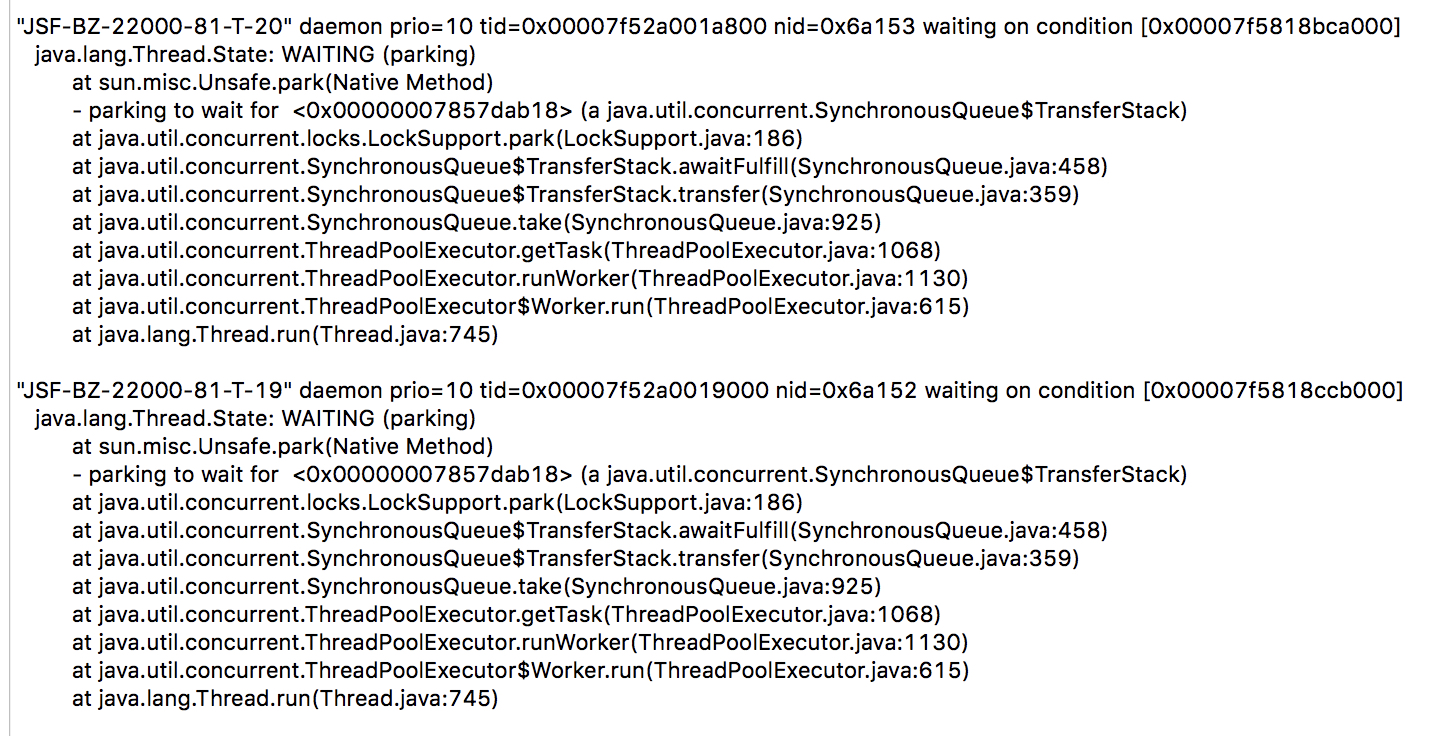 "JSF-BZ-22000-81-T-20" daemon prio=10 tid=0x00007f52a001a800 nid=0x6a153 waiting on condition [0x00007f5818bca000]
java.lang.Thread.State: WAITING (parking)
at sun.misc.Unsafe.park(Native Method)
- parking to wait for  <0x00000007857dab18> (a java.util.concurrent.SynchronousQueue$TransferStack)
at java.util.concurrent.locks.LockSupport.park(LockSupport.java:186)
at java.util.concurrent.SynchronousQueue$TransferStack.awaitFulfill(SynchronousQueue.java:458)
at java.util.concurrent.SynchronousQueue$TransferStack.transfer(SynchronousQueue.java:359)
at java.util.concurrent.SynchronousQueue.take(SynchronousQueue.java:925)
at java.util.concurrent.ThreadPoolExecutor.getTask(ThreadPoolExecutor.java:1068)
at java.util.concurrent.ThreadPoolExecutor.runWorker(ThreadPoolExecutor.java:1130)
at java.util.concurrent.ThreadPoolExecutor$Worker.run(ThreadPoolExecutor.java:615)
at java.lang.Thread.run(Thread.java:745)
"JSF-BZ-22000-81-T-19" daemon prio=10 tid=0x00007f52a0019000 nid=0x6a152 waiting on condition [0x00007f5818ccb000]
java.lang.Thread.State: WAITING (parking)
at sun.misc.Unsafe.park(Native Method)
- parking to wait for  <0x00000007857dab18> (a java.util.concurrent.SynchronousQueue$TransferStack)
at java.util.concurrent.locks.LockSupport.park(LockSupport.java:186)
at java.util.concurrent.SynchronousQueue$TransferStack.awaitFulfill(SynchronousQueue.java:458)
at java.util.concurrent.SynchronousQueue$TransferStack.transfer(SynchronousQueue.java:359)
at java.util.concurrent.SynchronousQueue.take(SynchronousQueue.java:925)
at java.util.concurrent.ThreadPoolExecutor.getTask(ThreadPoolExecutor.java:1068)
at java.util.concurrent.ThreadPoolExecutor.runWorker(ThreadPoolExecutor.java:1130)
at java.util.concurrent.ThreadPoolExecutor$Worker.run(ThreadPoolExecutor.java:615)
at java.lang.Thread.run(Thread.java:745)